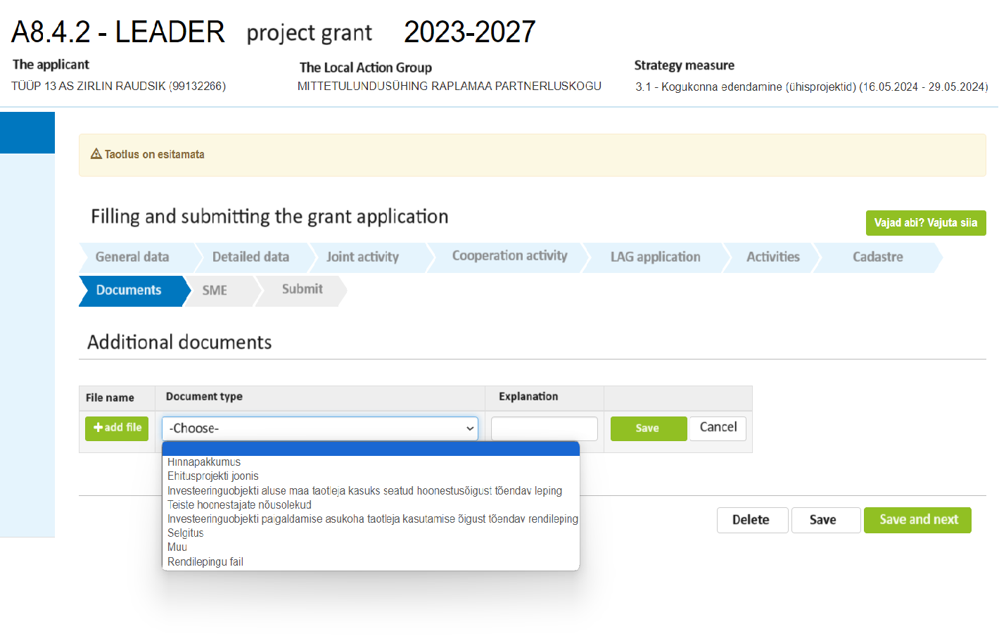 A8.4.2 - LEADER project grant 2023-2027
The applicant
The Local Action Group
Strategy measure
TÜÜP 13 AS ZIRLIN RAUDSIK (99132266)
MITTETULUNDUSÜHING RAPLAMAA PARTNERLUSKOGU
3.1 - Kogukonna edendamine (ühisprojektid) (16.05.2024 - 29.05.2024)
Taotlus on esitamata
Filling and submitting the grant application
Vajad abi? Vajuta siia
General data
Detailed data
Joint activity
Cooperation activity
LAG application
Activities
Cadastre
Documents
SME
Submit
Additional documents
File name
Document type
Explanation
add file
-Choose-
Save
Cancel
Hinnapakkumus
Ehitusprojekti joonis
Investeeringuobjekti aluse maa taotleja kasuks seatud hoonestusõigust tõendav leping
Teiste hoonestajate nõusolekud
Investeeringuobjekti paigaldamise asukoha taotleja kasutamise õigust tõendav rendileping
Selgitus
Muu
Rendilepingu fail
Delete
Save
Save and next